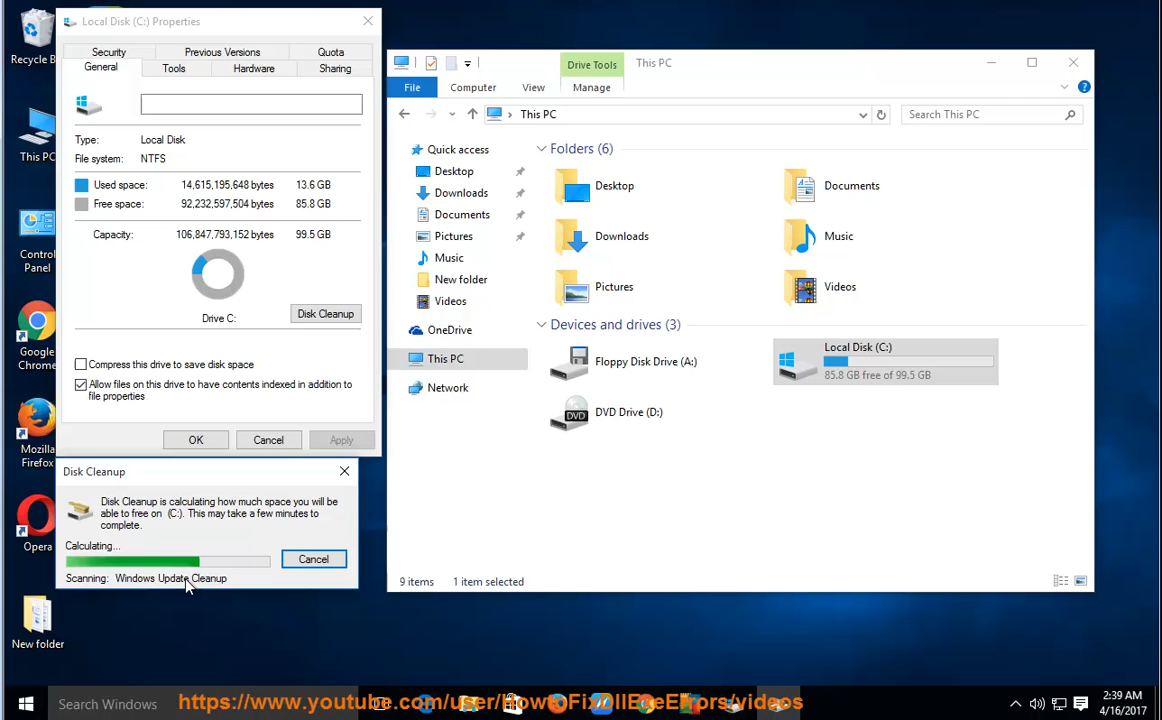 Recycle B
This PC
Control
Panel
Google
Chrome
Mozilla
Firefox
Opera
New folder
Local Disk (C:) Properties
Security
Previous Versions
Quota
General
Tools
Hardware
Sharing
Type: Local Disk
File system: NTFS
Used space: 14,615,195,648 bytes 13.6 GB
Free space: 92,232,597,504 bytes 85.8 GB
Capacity: 106,847,793,152 bytes 99.5 GB
Drive C:
Disk Cleanup
Compress this drive to save disk space
Allow files on this drive to have contents indexed in addition to
file properties
OK
Cancel
Apply
Disk Cleanup
Disk Cleanup is calculating how much space you will be
able to free on (C:). This may take a few minutes to
complete.
Calculating...
Cancel
Scanning: Windows Update Cleanup
Drive Tools
This PC
File
Computer
View
Manage
This PC
Search This PC
Quick access
Desktop
Downloads
Documents
Pictures
Music
New folder
Videos
OneDrive
This PC
Network
Folders (6)
Desktop
Documents
Downloads
Music
Pictures
Videos
Devices and drives (3)
Floppy Disk Drive (A:)
Local Disk (C:)
85.8 GB free of 99.5 GB
DVD
DVD Drive (D:)
9 items 1 item selected
Search Windows
https://www.youtube.com/user/HowtoFixDllExeErrors/videos
2:39 AM
4/16/2017